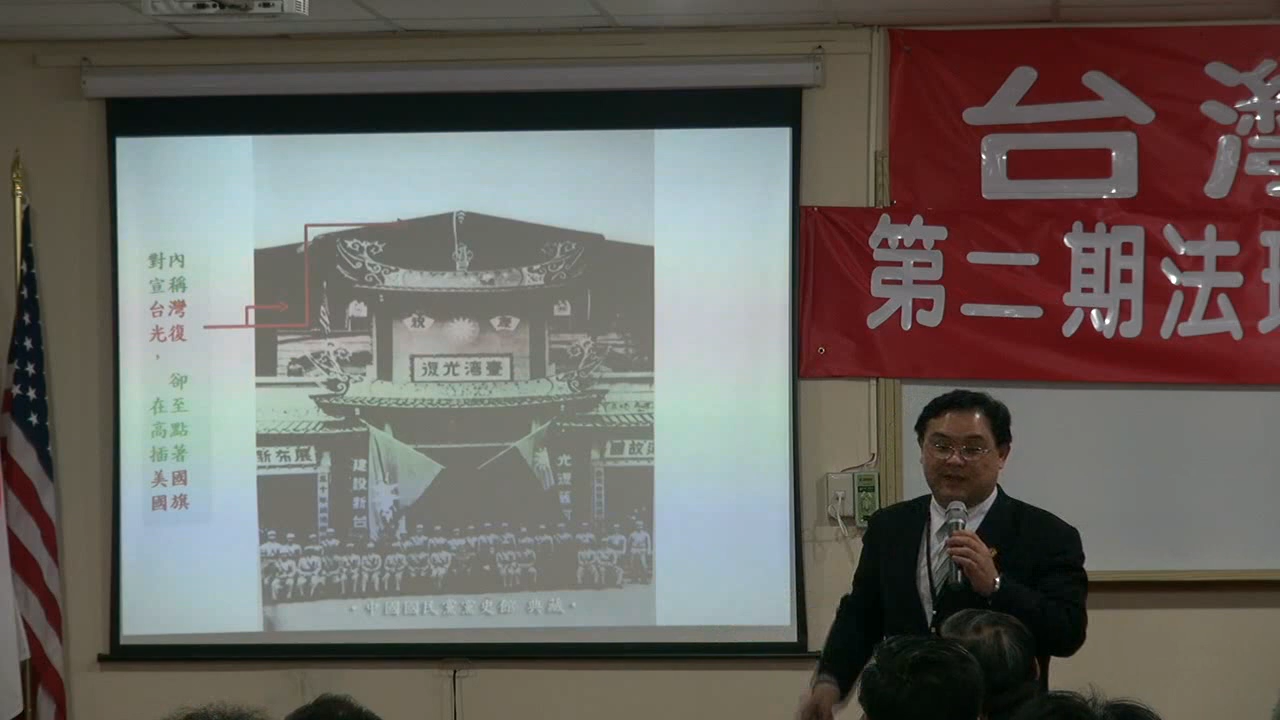 台灣
第二期法理
內稱灣復
對宣台光，
卻至點著國旗
在高插美國
臺灣光復
建設新台
中國國民黨黨史館 典藏